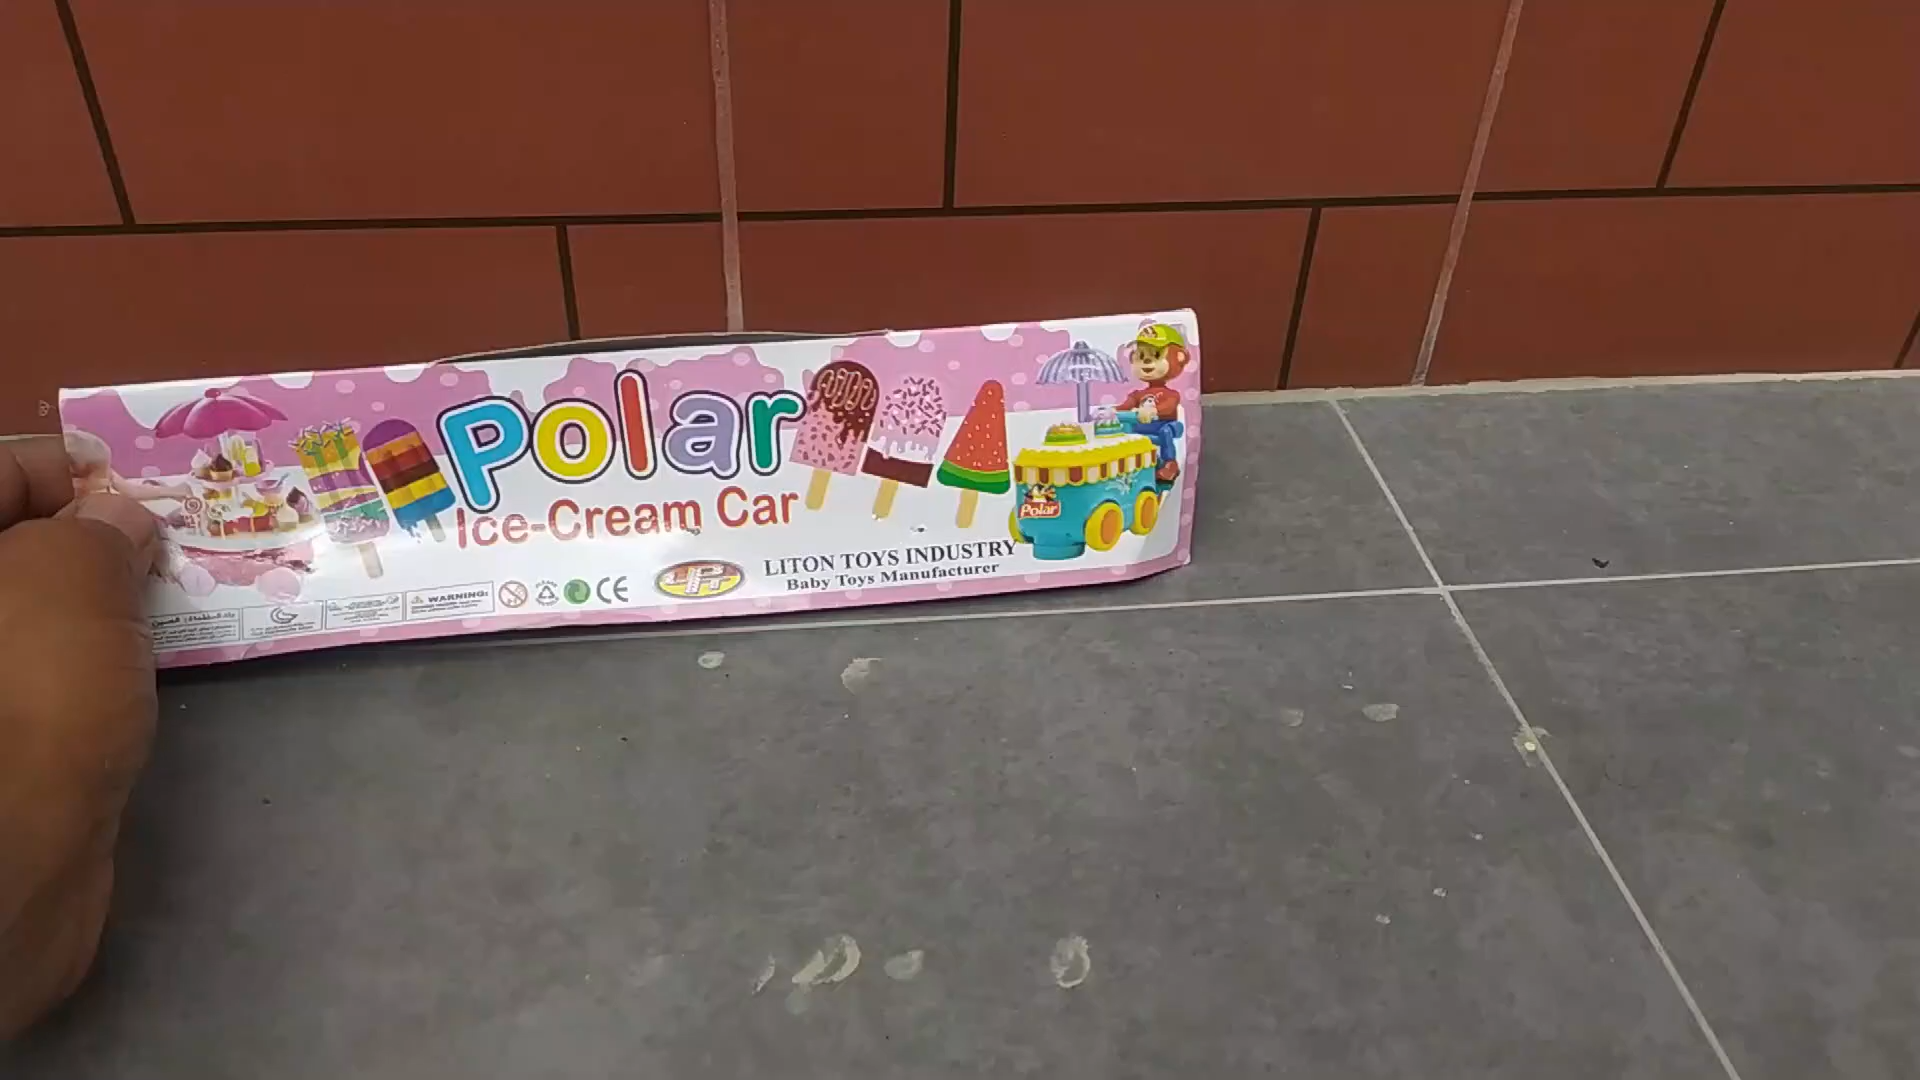 Polar
Ice-Cream Car
Polar
LITON TOYS INDUSTRY
Baby Toys Manufacturer
WARNING:
CE